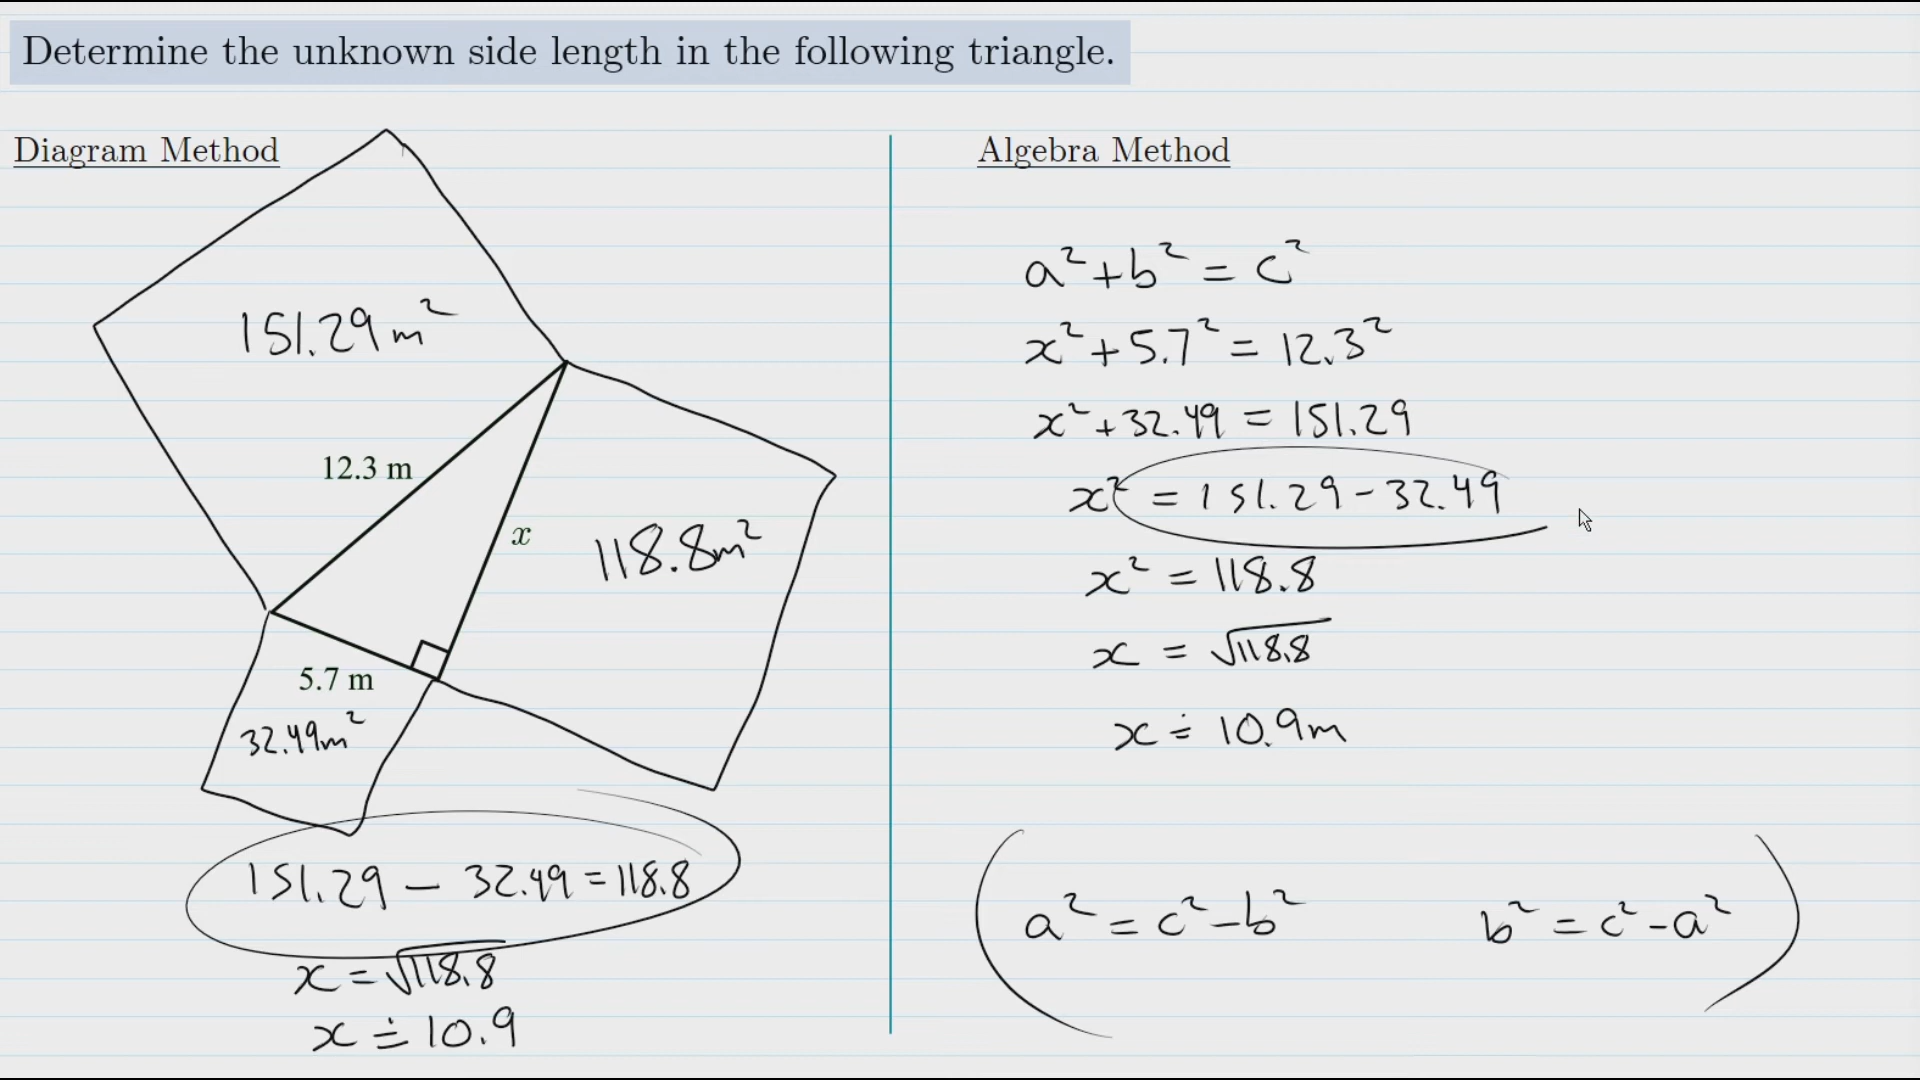 Determine the unknown side length in the following triangle.
Diagram Method
151.29m²
12.3 m
x
118.8m²
5.7 m
32.49m²
151.29 - 32.49 = 118.8
x = √118.8
x ≐ 10.9
Algebra Method
a² + b² = c²
x² + 5.7² = 12.3²
x² + 32.49 = 151.29
x² = 151.29 - 32.49
x² = 118.8
x = √118.8
x ≐ 10.9m
(a² = c² - b² b² = c² - a²)